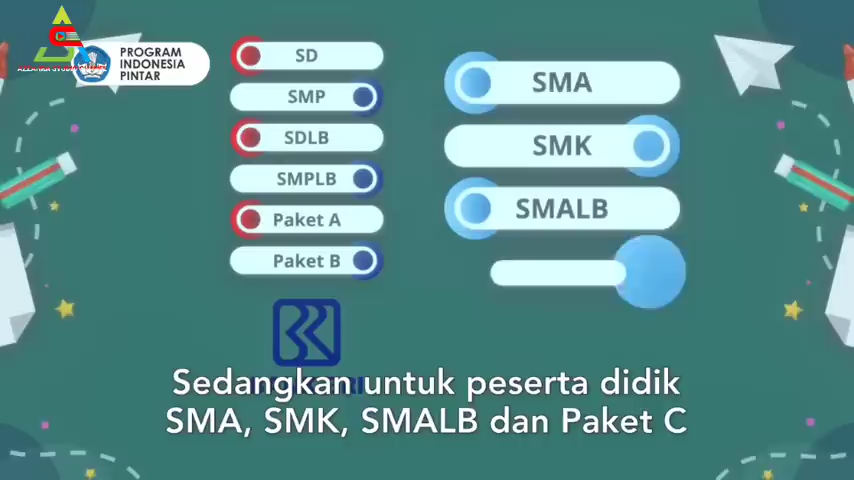 PROGRAM
INDONESIA
PINTAR
SD
SMP
SDLB
SMPLB
Paket A
Paket B
SMA
SMK
SMALB
Sedangkan untuk peserta didik
SMA, SMK, SMALB dan Paket C